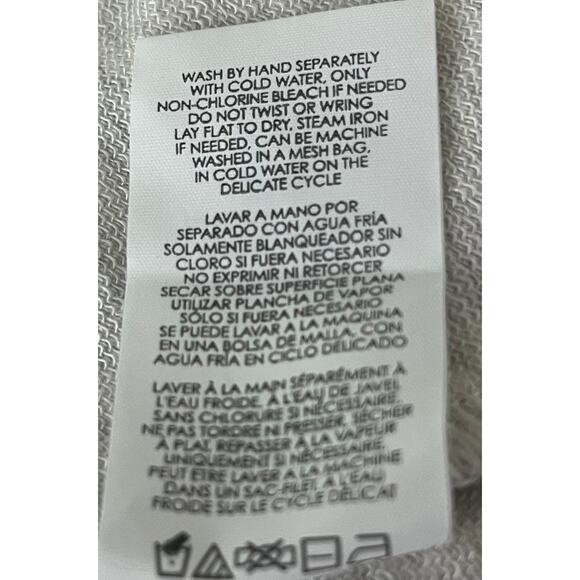 WASH BY HAND SEPARATELY
WITH COLD WATER, ONLY
NON-CHLORINE BLEACH IF NEEDED
DO NOT TWIST OR WRING
LAY FLAT TO DRY, STEAM IRON
IF NEEDED, CAN BE MACHINE
WASHED IN A MESH BAG,
IN COLD WATER ON THE
DELICATE CYCLE
LAVAR A MANO POR
SEPARADO CON AGUA FRÍA
SOLAMENTE BLANQUEADOR SIN
CLORO SI FUERA NECESARIO
NO EXPRIMIR NI RETORCER
SECAR SOBRE SUPERFICIE PLANA
UTILIZAR PLANCHA DE VAPOR
SÓLO SI FUERA NECESARIO
SE PUEDE LAVAR A LA MAQUINA
EN UNA BOLSA DE MALLA, CON
AGUA FRÍA EN CICLO DELICADO
LAVER À LA MAIN SÉPARÉMENT À
L'EAU FROIDE, À L'EAU DE JAVEL
SANS CHLORURE SI NÉCESSAIRE,
NE PAS TORDRE NI PRESSER, SÉCHER
À PLAT, REPASSER À LA VAPEUR
UNIQUEMENT SI NÉCESSAIRE.
PEUT ÊTRE LAVER À LA MACHINE
DANS UN SAC-FILET, À L'EAU
FROIDE SUR LE CYCLE DÉLICAT